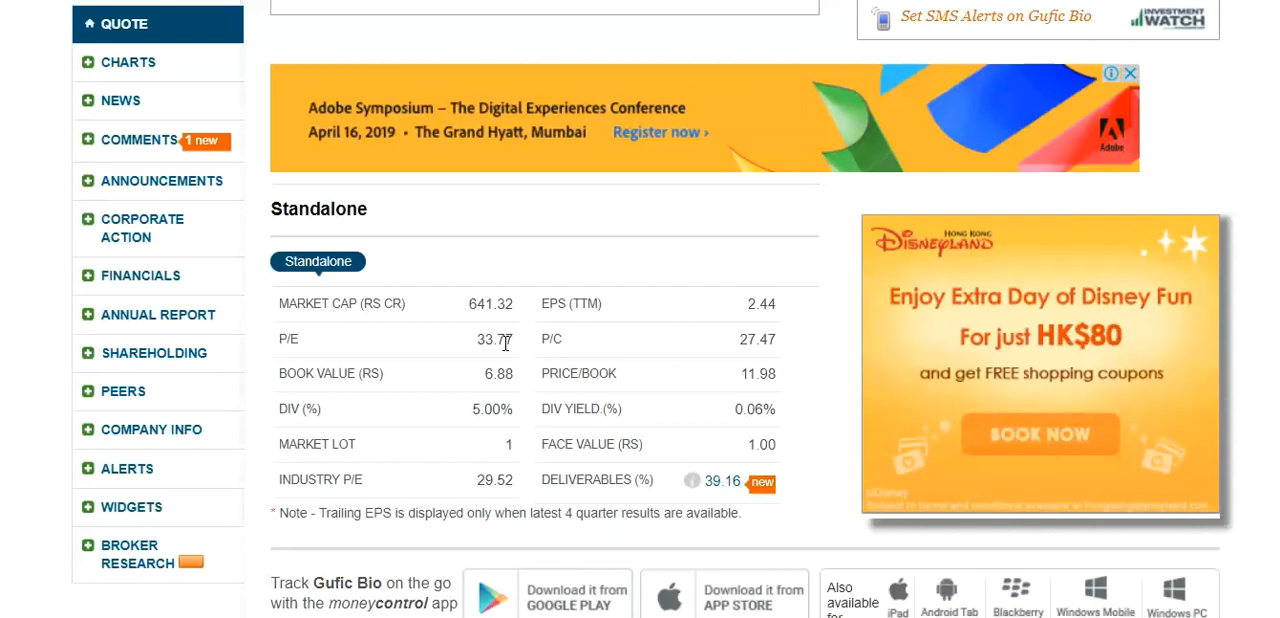 QUOTE
CHARTS
NEWS
COMMENTS 1 new
ANNOUNCEMENTS
CORPORATE
ACTION
FINANCIALS
ANNUAL REPORT
SHAREHOLDING
PEERS
COMPANY INFO
ALERTS
WIDGETS
BROKER
RESEARCH
Set SMS Alerts on Gufic Bio
INVESTMENT
WATCH
Adobe Symposium – The Digital Experiences Conference
April 16, 2019 • The Grand Hyatt, Mumbai Register now ›
Adobe
Standalone
Standalone
MARKET CAP (RS CR) 641.32 EPS (TTM) 2.44
P/E 33.77 P/C 27.47
BOOK VALUE (RS) 6.88 PRICE/BOOK 11.98
DIV (%) 5.00% DIV YIELD.(%) 0.06%
MARKET LOT 1 FACE VALUE (RS) 1.00
INDUSTRY P/E 29.52 DELIVERABLES (%) 39.16 new
* Note - Trailing EPS is displayed only when latest 4 quarter results are available.
HONG KONG
DISNEYLAND
Enjoy Extra Day of Disney Fun
For just HK$80
and get FREE shopping coupons
BOOK NOW
©Disney
Track Gufic Bio on the go
with the moneycontrol app
Download it from
GOOGLE PLAY
Download it from
APP STORE
Also
available
for
iPad
Android Tab
Blackberry
Windows Mobile
Windows PC